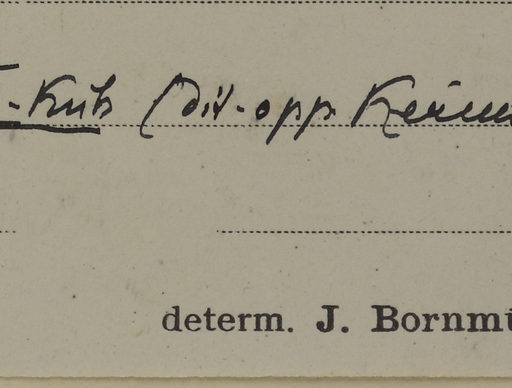 -Kuh (dit. opp. Kerm
determ. J. Bornmü